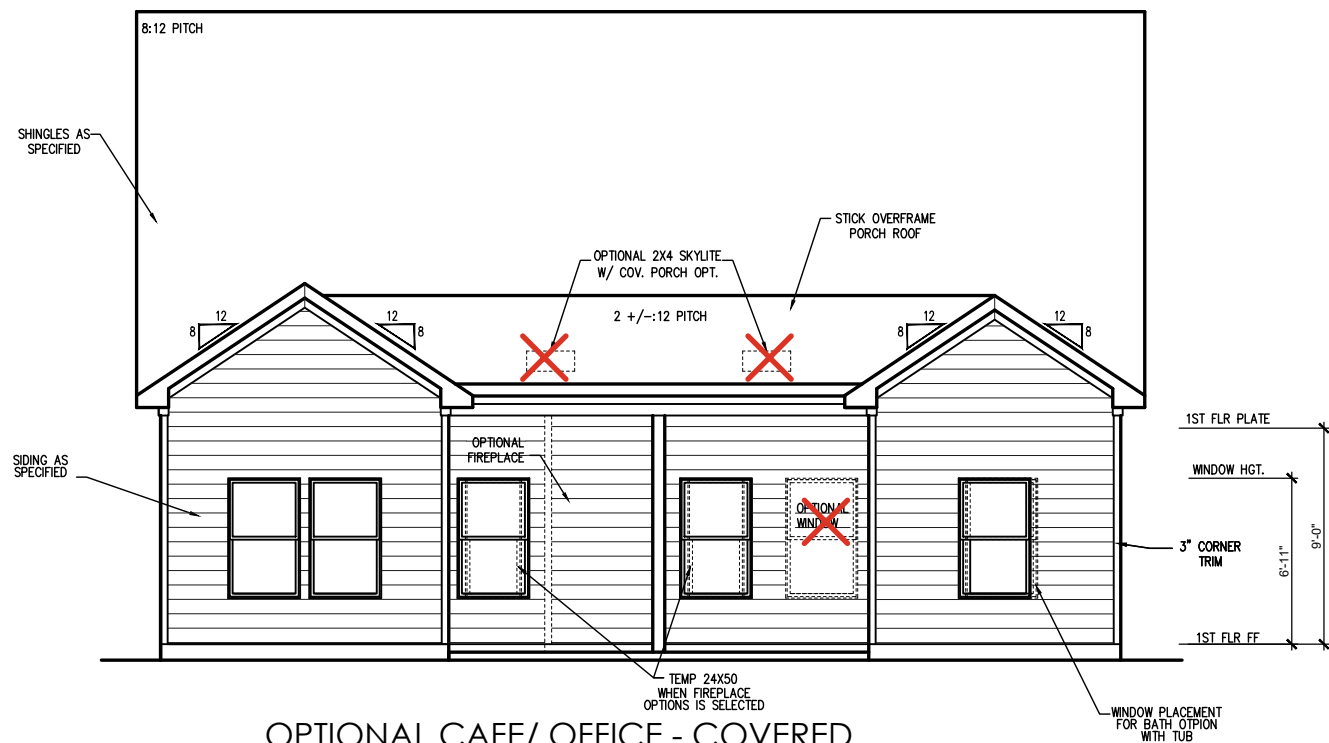 8:12 PITCH
SHINGLES AS
SPECIFIED
STICK OVERFRAME
PORCH ROOF
OPTIONAL 2X4 SKYLITE
W/ COV. PORCH OPT.
2 +/-:12 PITCH
12
8
12
8
12
8
12
8
1ST FLR PLATE
OPTIONAL
FIREPLACE
SIDING AS
SPECIFIED
WINDOW HGT.
OPTIONAL
WINDOW
3" CORNER
TRIM
6'-11"
9'-0"
1ST FLR FF
TEMP 24X50
WHEN FIREPLACE
OPTIONS IS SELECTED
WINDOW PLACEMENT
FOR BATH OTPION
WITH TUB
OPTIONAL CAFE/ OFFICE - COVERED